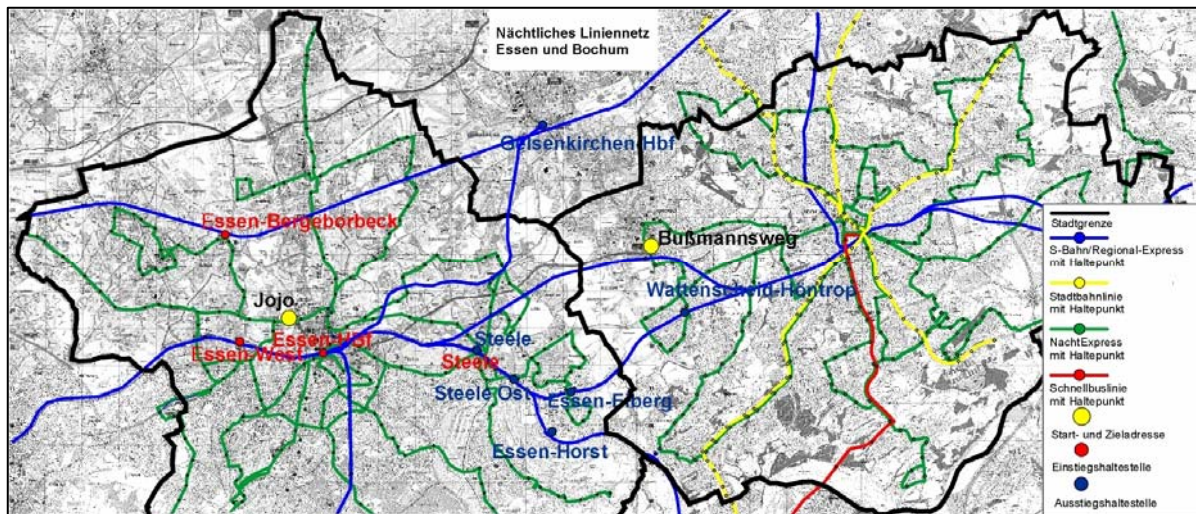 Nächtliches Liniennetz
Essen und Bochum
Gelsenkirchen-Hbf
Essen-Bergeborbeck
Bußmannsweg
Wattenscheid-Höntrop
Jojo
Essen-Hbf
Essen-West
Steele
Steele
Steele Ost
Essen-Eiberg
Essen-Horst
Stadtgrenze
S-Bahn/Regional-Express
mit Haltepunkt
Stadtbahnlinie
mit Haltepunkt
NachtExpress
mit Haltepunkt
Schnellbuslinie
mit Haltepunkt
Start- und Zieladresse
Einstiegshaltestelle
Ausstiegshaltestelle